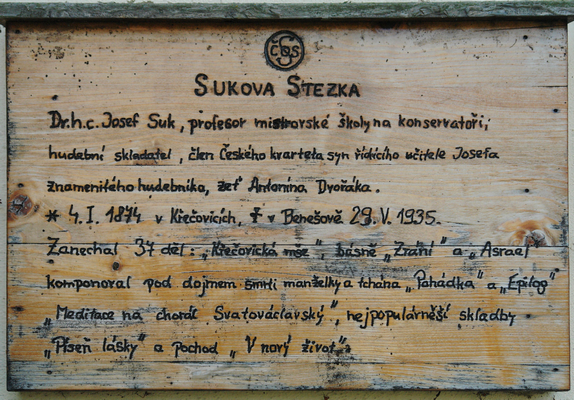 ČOS
SUKOVA STEZKA
Dr.h.c. Josef Suk, profesor mistrovské školy na konservatoři,
hudební skladatel, člen Českého kvarteta syn řídícího učitele Josefa
znamenitého hudebníka, zeť Antonína Dvořáka.
* 4. I. 1874 v Křečovicích, ✝ v Benešově 29. V. 1935.
Zanechal 37 děl: „Křečovická mše", básně „Zrání" a „Asrael"
komponoval pod dojmem smrti manželky a tchána „Pohádka" a „Epilog"
„Meditace na chorál Svatováclavský", nejpopulárnější skladby
„Píseň lásky" a pochod „V nový život".